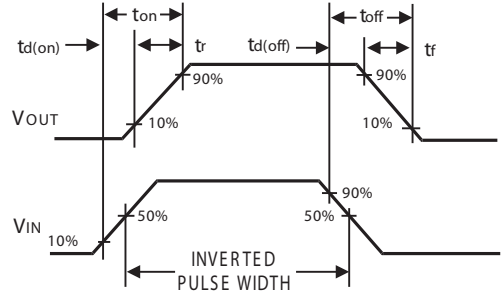 ton
toff
td(on)
tr
td(off)
tf
90%
90%
VOUT
10%
10%
90%
VIN
50%
50%
10%
INVERTED
PULSE WIDTH